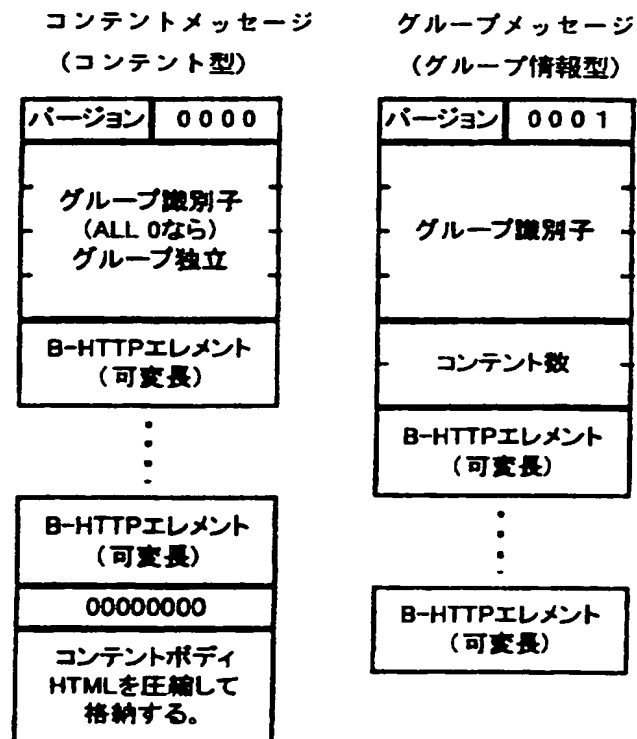 コンテントメッセージ
(コンテント型)
バージョン 0000
グループ識別子
(ALL 0なら)
グループ独立
B-HTTPエレメント
(可変長)
B-HTTPエレメント
(可変長)
00000000
コンテントボディ
HTMLを圧縮して
格納する。
グループメッセージ
(グループ情報型)
バージョン 0001
グループ識別子
コンテント数
B-HTTPエレメント
(可変長)
B-HTTPエレメント
(可変長)